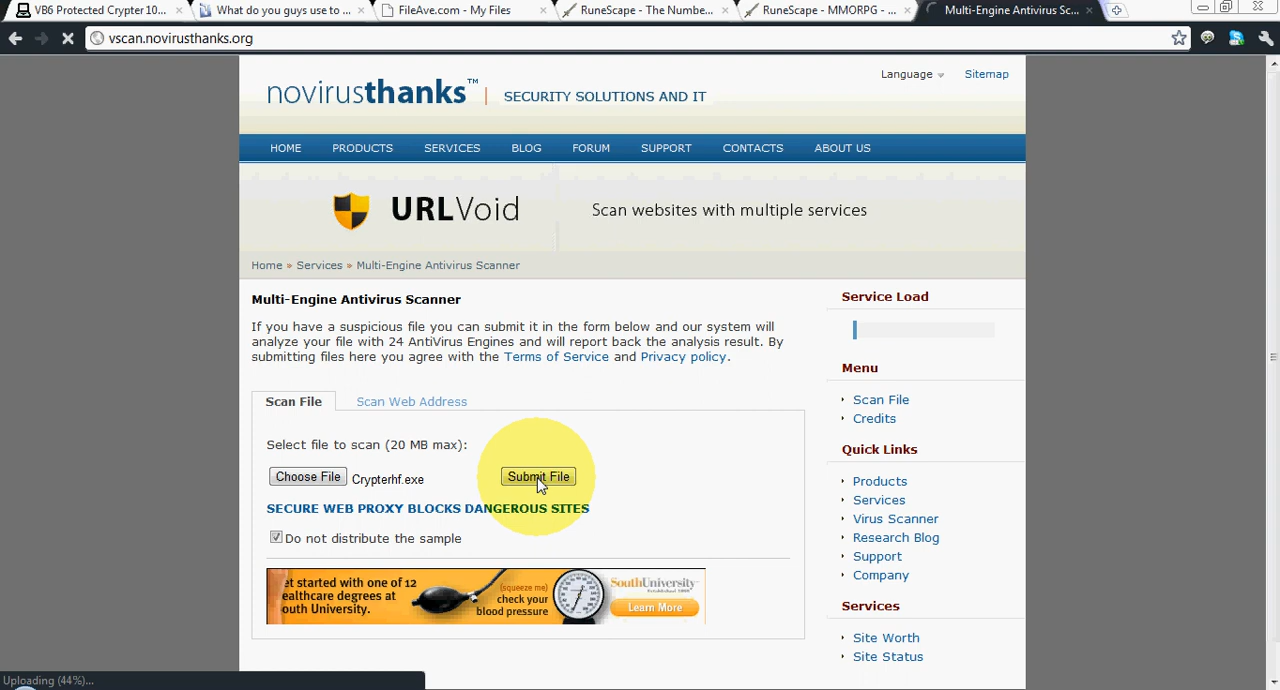 VB6 Protected Crypter 10...
What do you guys use to ...
FileAve.com - My Files
RuneScape - The Numbe...
RuneScape - MMORPG - ...
Multi-Engine Antivirus Sc...
vscan.novirusthanks.org
Language
Sitemap
novirusthanks™ | SECURITY SOLUTIONS AND IT
HOME PRODUCTS SERVICES BLOG FORUM SUPPORT CONTACTS ABOUT US
URLVoid
Scan websites with multiple services
Home » Services » Multi-Engine Antivirus Scanner
Multi-Engine Antivirus Scanner
If you have a suspicious file you can submit it in the form below and our system will
analyze your file with 24 AntiVirus Engines and will report back the analysis result. By
submitting files here you agree with the Terms of Service and Privacy policy.
Scan File
Scan Web Address
Select file to scan (20 MB max):
Choose File Crypterhf.exe
Submit File
SECURE WEB PROXY BLOCKS DANGEROUS SITES
Do not distribute the sample
et started with one of 12
ealthcare degrees at
outh University.
(squeeze me)
check your
blood pressure
SouthUniversity
Learn More
Service Load
Menu
Scan File
Credits
Quick Links
Products
Services
Virus Scanner
Research Blog
Support
Company
Services
Site Worth
Site Status
Uploading (44%)...